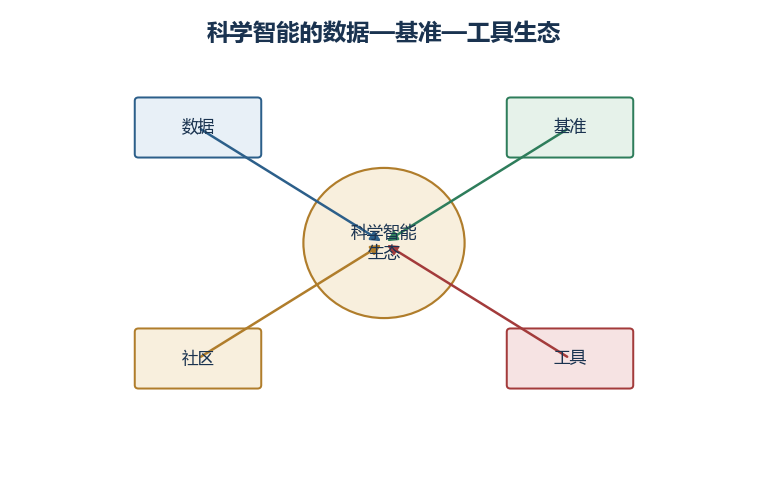 科学智能的数据—基准—工具生态
数据
基准
科学智能
生态
社区
工具